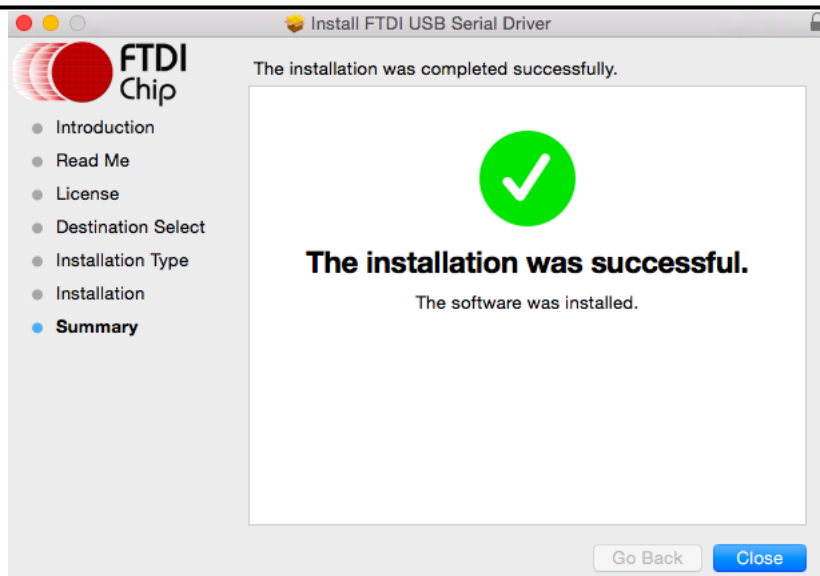 Install FTDI USB Serial Driver
FTDI
Chip
The installation was completed successfully.
Introduction
Read Me
License
Destination Select
Installation Type
Installation
Summary
The installation was successful.
The software was installed.
Go Back
Close